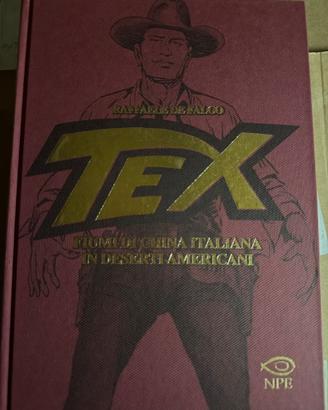 RAFFAELE DE FALCO
TEX
FIUMI DI CHINA ITALIANA
IN DESERTI AMERICANI
NPE